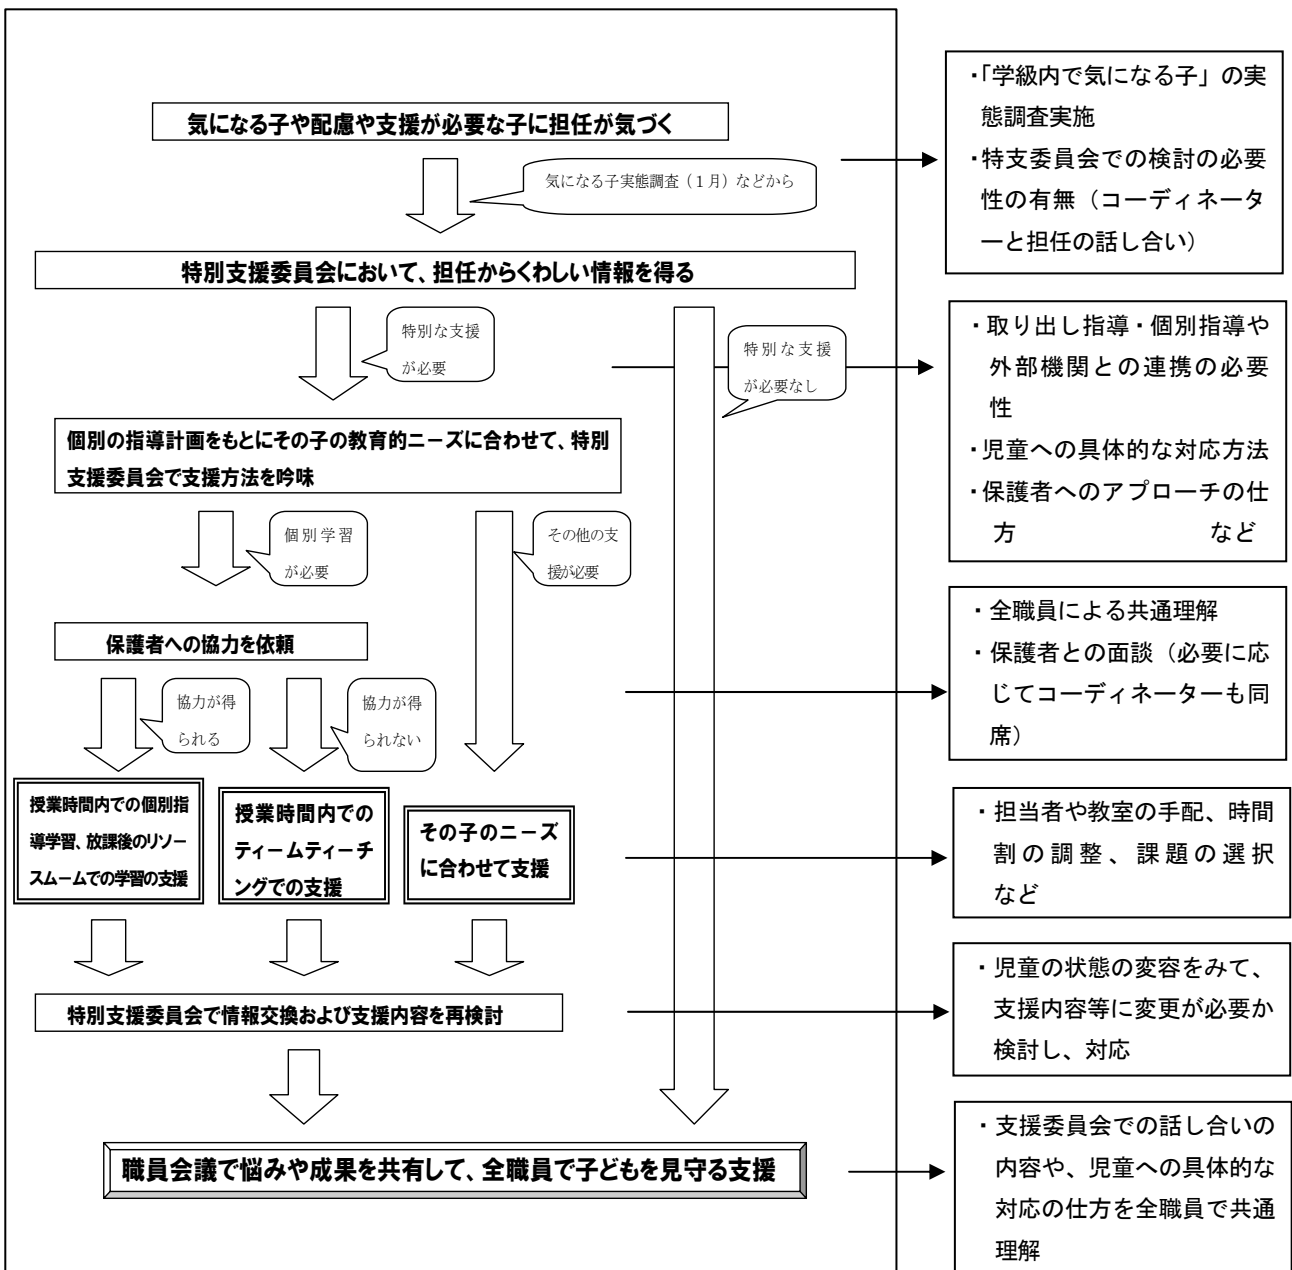 気になる子や配慮や支援が必要な子に担任が気づく
気になる子実態調査（１月）などから
・「学級内で気になる子」の実
態調査実施
・特支委員会での検討の必要
性の有無（コーディネータ
ーと担任の話し合い）
特別支援委員会において、担任からくわしい情報を得る
特別な支援
が必要
特別な支援
が必要なし
・取り出し指導・個別指導や
外部機関との連携の必要
性
・児童への具体的な対応方法
・保護者へのアプローチの仕
方　など
個別の指導計画をもとにその子の教育的ニーズに合わせて、特別
支援委員会で支援方法を吟味
個別学習
が必要
その他の支
援が必要
保護者への協力を依頼
協力が得
られる
協力が得
られない
・全職員による共通理解
・保護者との面談（必要に応
じてコーディネーターも同
席）
授業時間内での個別指
導学習、放課後のリソー
スムームでの学習の支援
授業時間内での
ティームティーチ
ングでの支援
その子のニーズ
に合わせて支援
・担当者や教室の手配、時間
割の調整、課題の選択
など
特別支援委員会で情報交換および支援内容を再検討
・児童の状態の変容をみて、
支援内容等に変更が必要か
検討し、対応
職員会議で悩みや成果を共有して、全職員で子どもを見守る支援
・支援委員会での話し合いの
内容や、児童への具体的な
対応の仕方を全職員で共通
理解